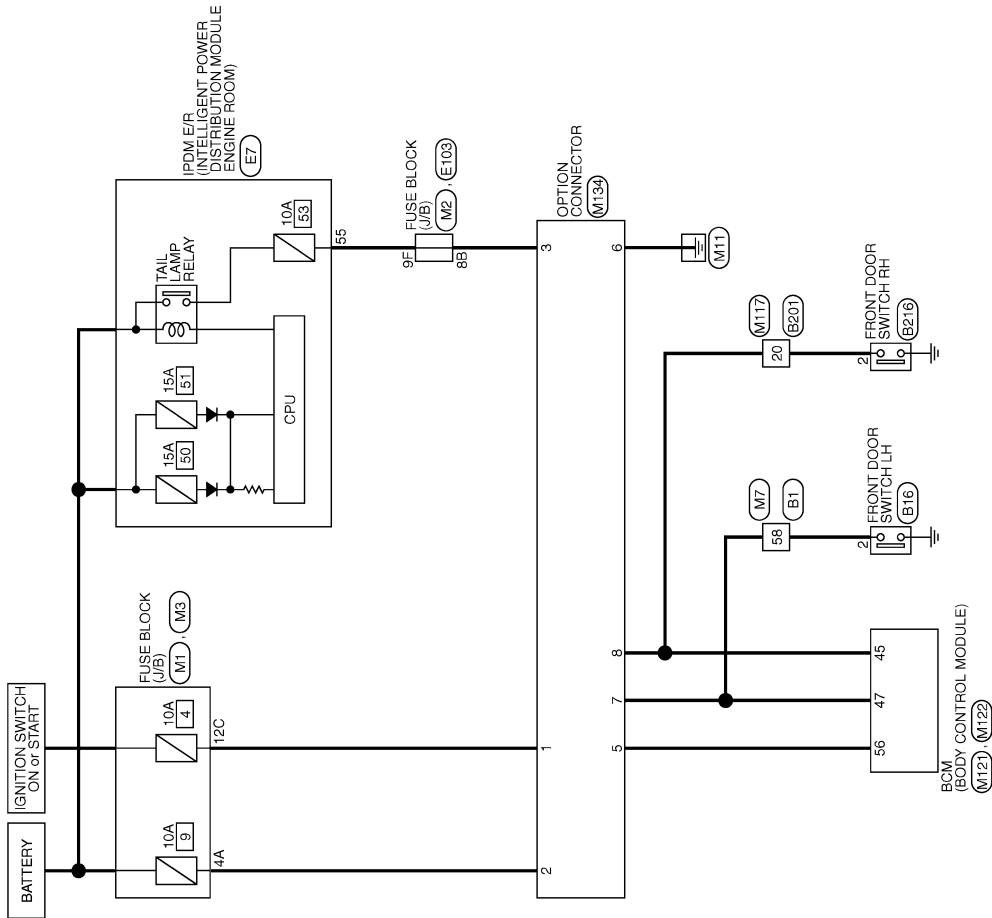 BATTERY
IGNITION SWITCH
ON or START
FUSE BLOCK
(J/B)
M1 , M3
10A
9
10A
4
4A
12C
IPDM E/R
(INTELLIGENT POWER
DISTRIBUTION MODULE
ENGINE ROOM)
E7
15A
50
15A
51
TAIL
LAMP
RELAY
10A
53
CPU
55
FUSE BLOCK
(J/B)
M2 , E103
9F
8B
OPTION
CONNECTOR
M134
2
1
3
5
7
8
6
M11
M7
58
B1
M117
20
B201
2
FRONT DOOR
SWITCH LH
B16
2
FRONT DOOR
SWITCH RH
B216
56
47
45
BCM
(BODY CONTROL MODULE)
M121 , M122